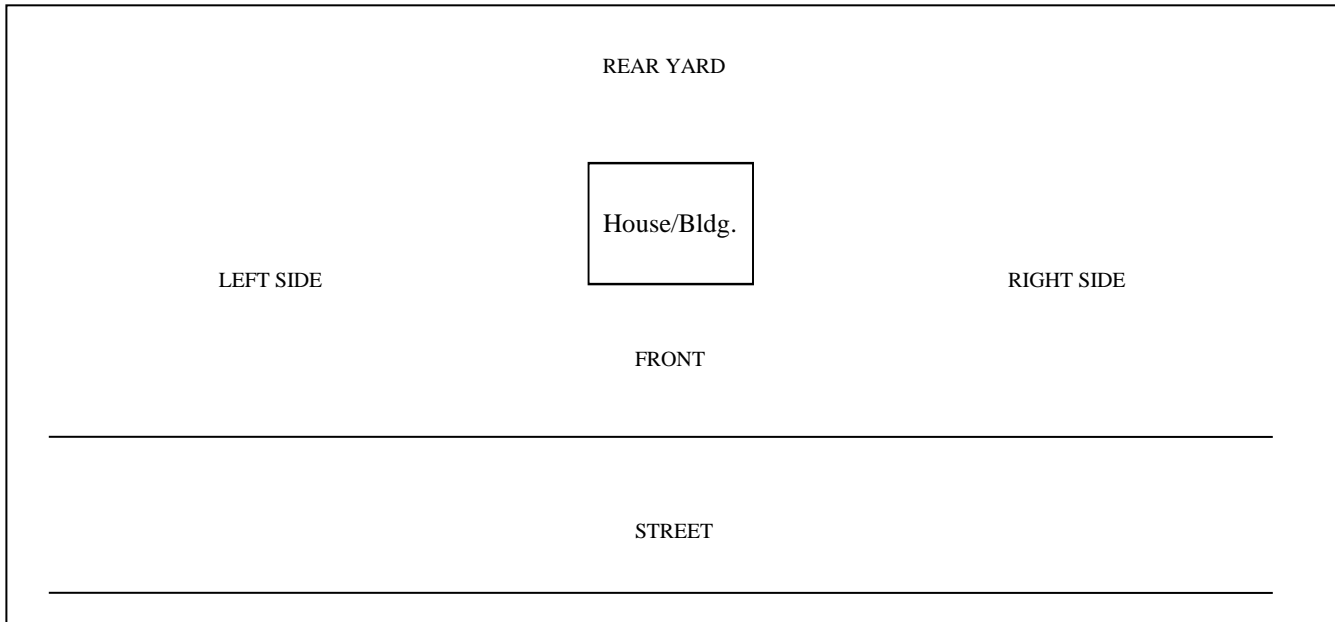 REAR YARD
House/Bldg.
LEFT SIDE
RIGHT SIDE
FRONT
STREET